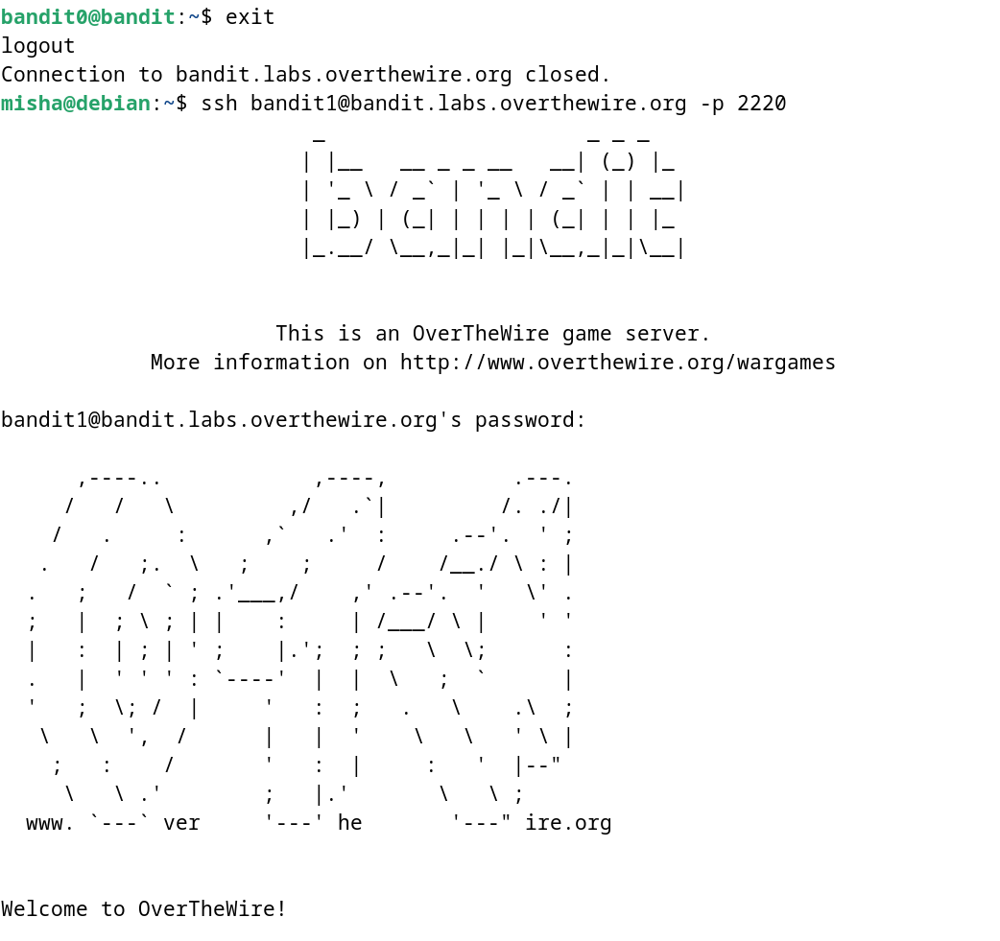 bandit0@bandit:~$ exit
logout
Connection to bandit.labs.overthewire.org closed.
misha@debian:~$ ssh bandit1@bandit.labs.overthewire.org -p 2220
                         _                     _ _ _
                        | |__   __ _ _ __   __| (_) |_
                        | '_ \ / _` | '_ \ / _` | | __|
                        | |_) | (_| | | | | (_| | | |_
                        |_.__/ \__,_|_| |_|\__,_|_|\__|
                      This is an OverTheWire game server.
            More information on http://www.overthewire.org/wargames
bandit1@bandit.labs.overthewire.org's password:
      ,----..            ,----,          .---.
     /   /   \         ,/   .`|         /. ./|
    /   .     :      ,`   .'  :     .--'.  ' ;
   .   /   ;.  \   ;    ;     /    /__./ \ : |
  .   ;   /  ` ; .'___,/    ,' .--'.  '   \' .
  ;   |  ; \ ; | |    :     | /___/ \ |    ' '
  |   :  | ; | ' ;    |.';  ; ;   \  \;      :
  .   |  ' ' ' : `----'  |  |  \   ;  `      |
  '   ;  \; /  |     '   :  ;   .   \    .\  ;
   \   \  ',  /      |   |  '    \   \   ' \ |
    ;   :    /       '   :  |     :   '  |--"
     \   \ .'        ;   |.'       \   \ ;
  www. `---` ver     '---' he       '---" ire.org
Welcome to OverTheWire!